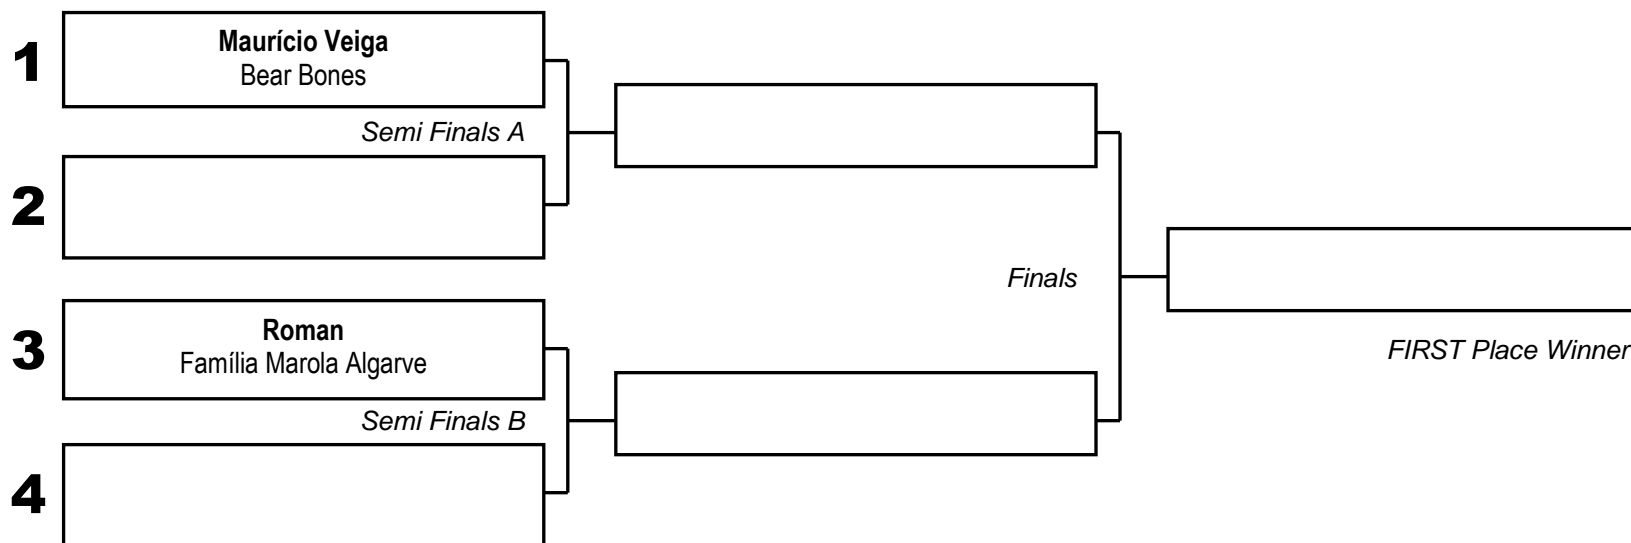 1
Maurício Veiga
Bear Bones
Semi Finals A
2
3
Roman
Família Marola Algarve
Semi Finals B
4
Finals
FIRST Place Winner